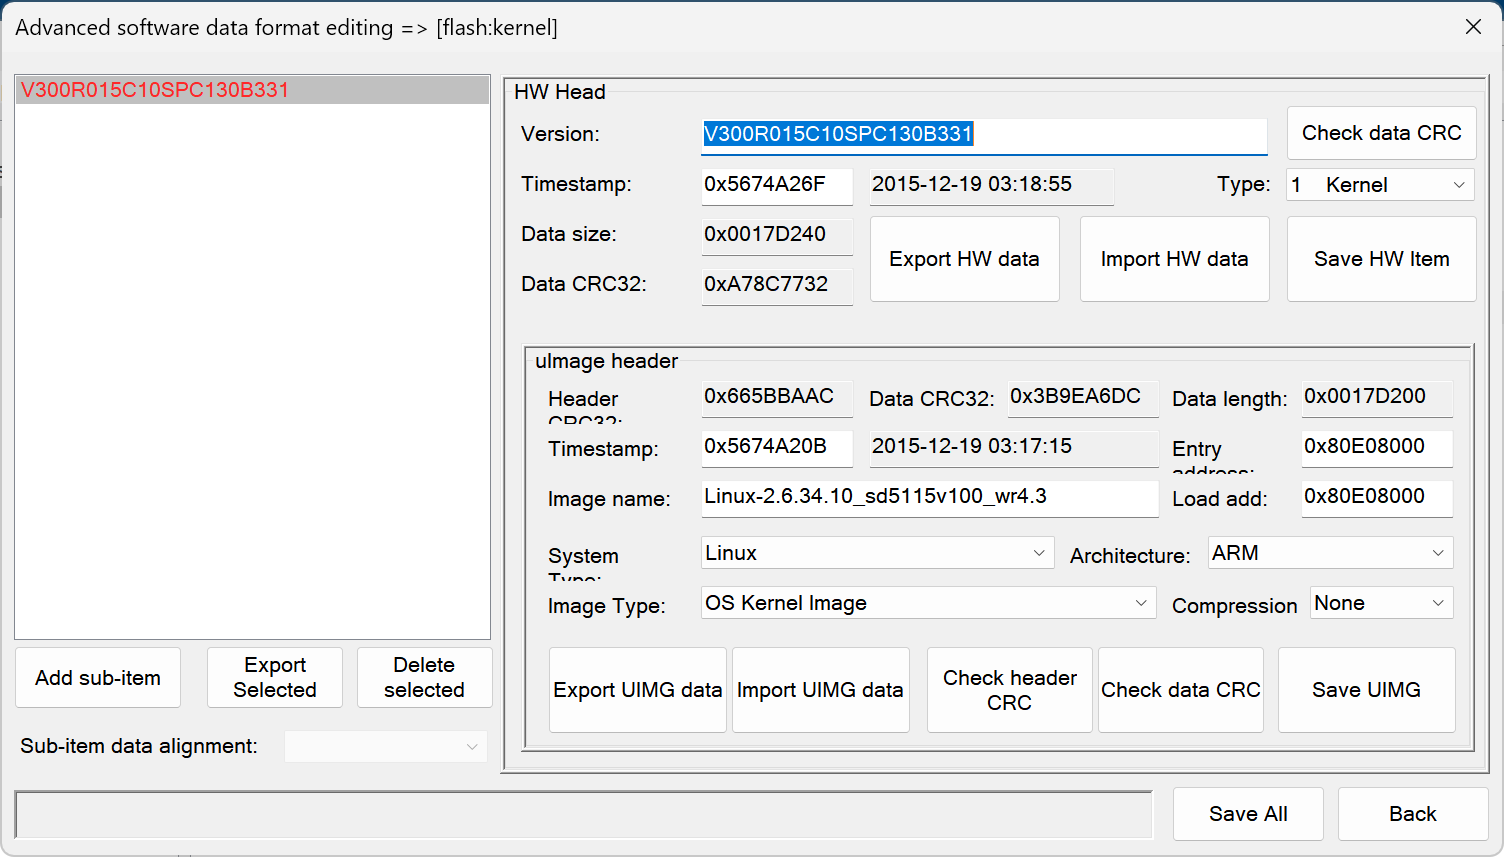 Advanced software data format editing => [flash:kernel]
V300R015C10SPC130B331
HW Head
Version:
V300R015C10SPC130B331
Check data CRC
Timestamp:
0x5674A26F
2015-12-19 03:18:55
Type:
1 Kernel
Data size:
0x0017D240
Export HW data
Import HW data
Save HW Item
Data CRC32:
0xA78C7732
uImage header
Header
CRC32:
0x665BBAAC
Data CRC32:
0x3B9EA6DC
Data length:
0x0017D200
Timestamp:
0x5674A20B
2015-12-19 03:17:15
Entry
address:
0x80E08000
Image name:
Linux-2.6.34.10_sd5115v100_wr4.3
Load add:
0x80E08000
System
Type:
Linux
Architecture:
ARM
Image Type:
OS Kernel Image
Compression
None
Export UIMG data
Import UIMG data
Check header
CRC
Check data CRC
Save UIMG
Add sub-item
Export
Selected
Delete
selected
Sub-item data alignment:
Save All
Back